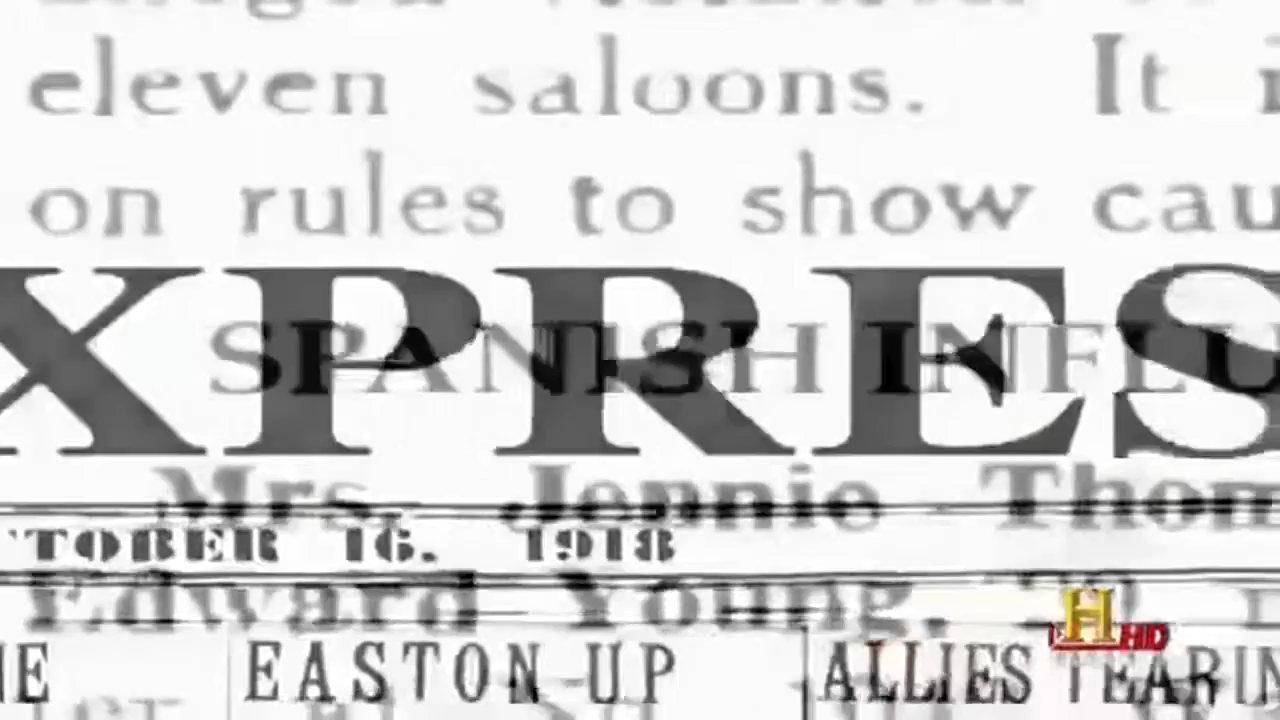 eleven saloons. It i
on rules to show cau
XPRES
SPANISH INFLU
Mrs. Jennie Thom
TOBER 16. 1918
Edward Young,
EASTON UP
ALLIES TEARIN
H HD